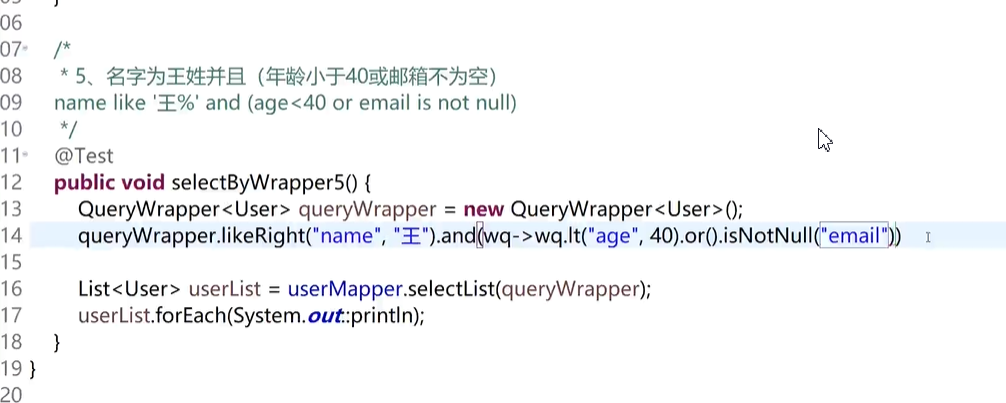 06
07 /*
08 * 5、名字为王姓并且（年龄小于40或邮箱不为空）
09 name like '王%' and (age<40 or email is not null)
10 */
11 @Test
12 public void selectByWrapper5() {
13 QueryWrapper<User> queryWrapper = new QueryWrapper<User>();
14 queryWrapper.likeRight("name", "王").and(wq->wq.lt("age", 40).or().isNotNull("email"))
15
16 List<User> userList = userMapper.selectList(queryWrapper);
17 userList.forEach(System.out::println);
18 }
19 }
20